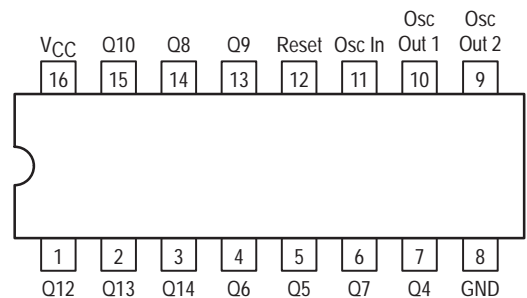 Osc Osc
VCC Q10 Q8 Q9 Reset Osc In Out 1 Out 2
16 15 14 13 12 11 10 9
1 2 3 4 5 6 7 8
Q12 Q13 Q14 Q6 Q5 Q7 Q4 GND